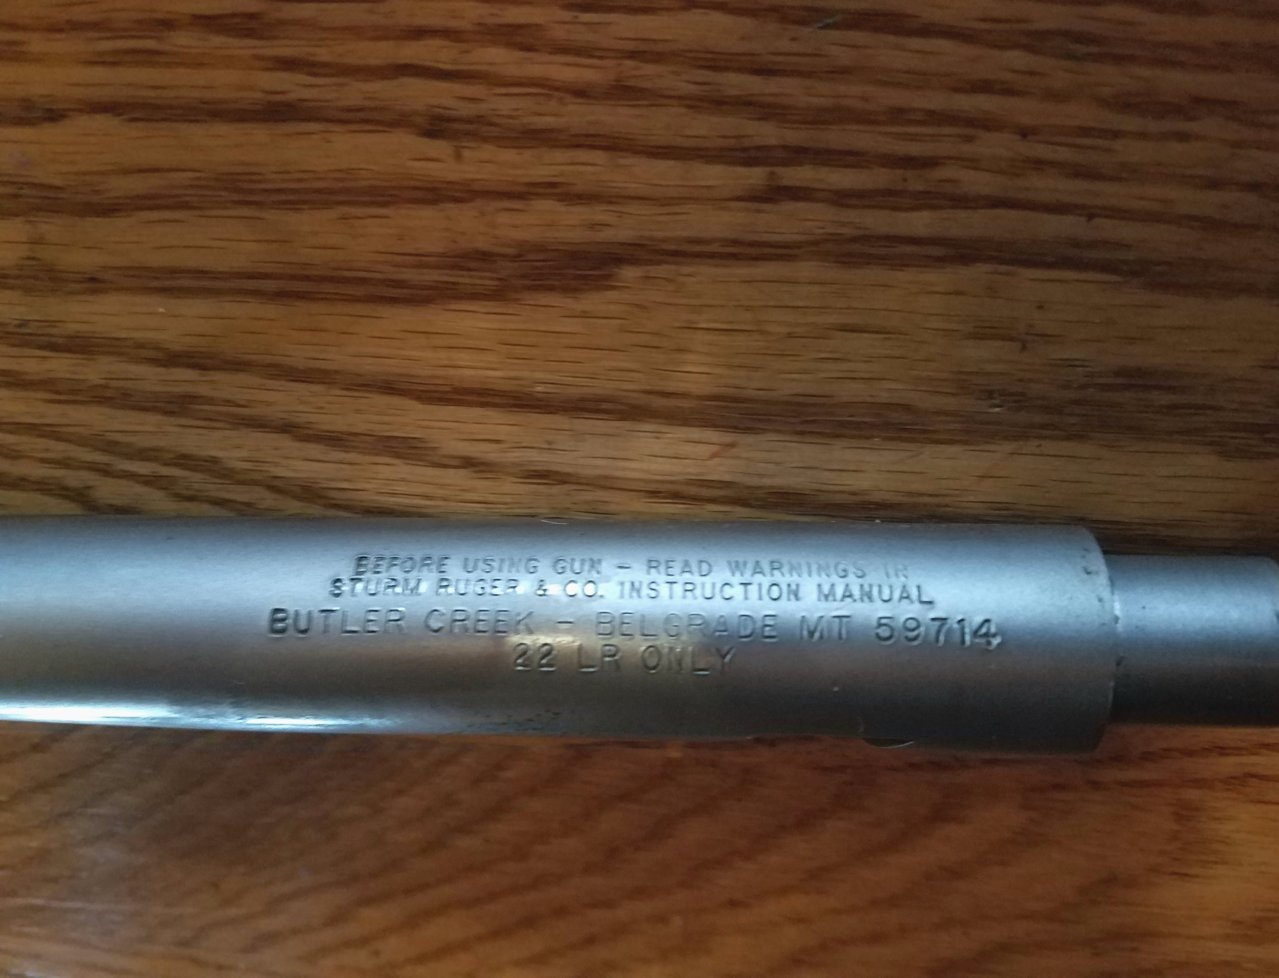 BEFORE USING GUN - READ WARNINGS IN
STURM RUGER & CO. INSTRUCTION MANUAL
BUTLER CREEK - BELGRADE MT 59714
22 LR ONLY